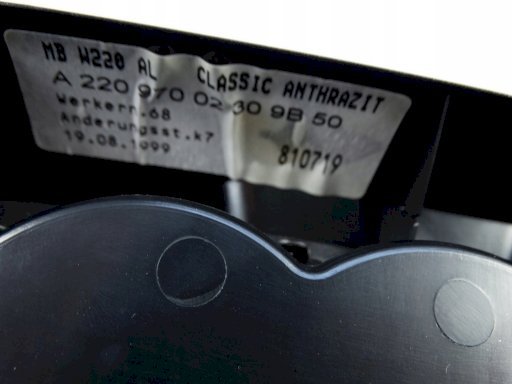 MB W220 AL CLASSIC ANTHRAZIT
A 220 970 02 30 9B 50
Werkern.68
Änderungsst.k7
19.08.1999 810719